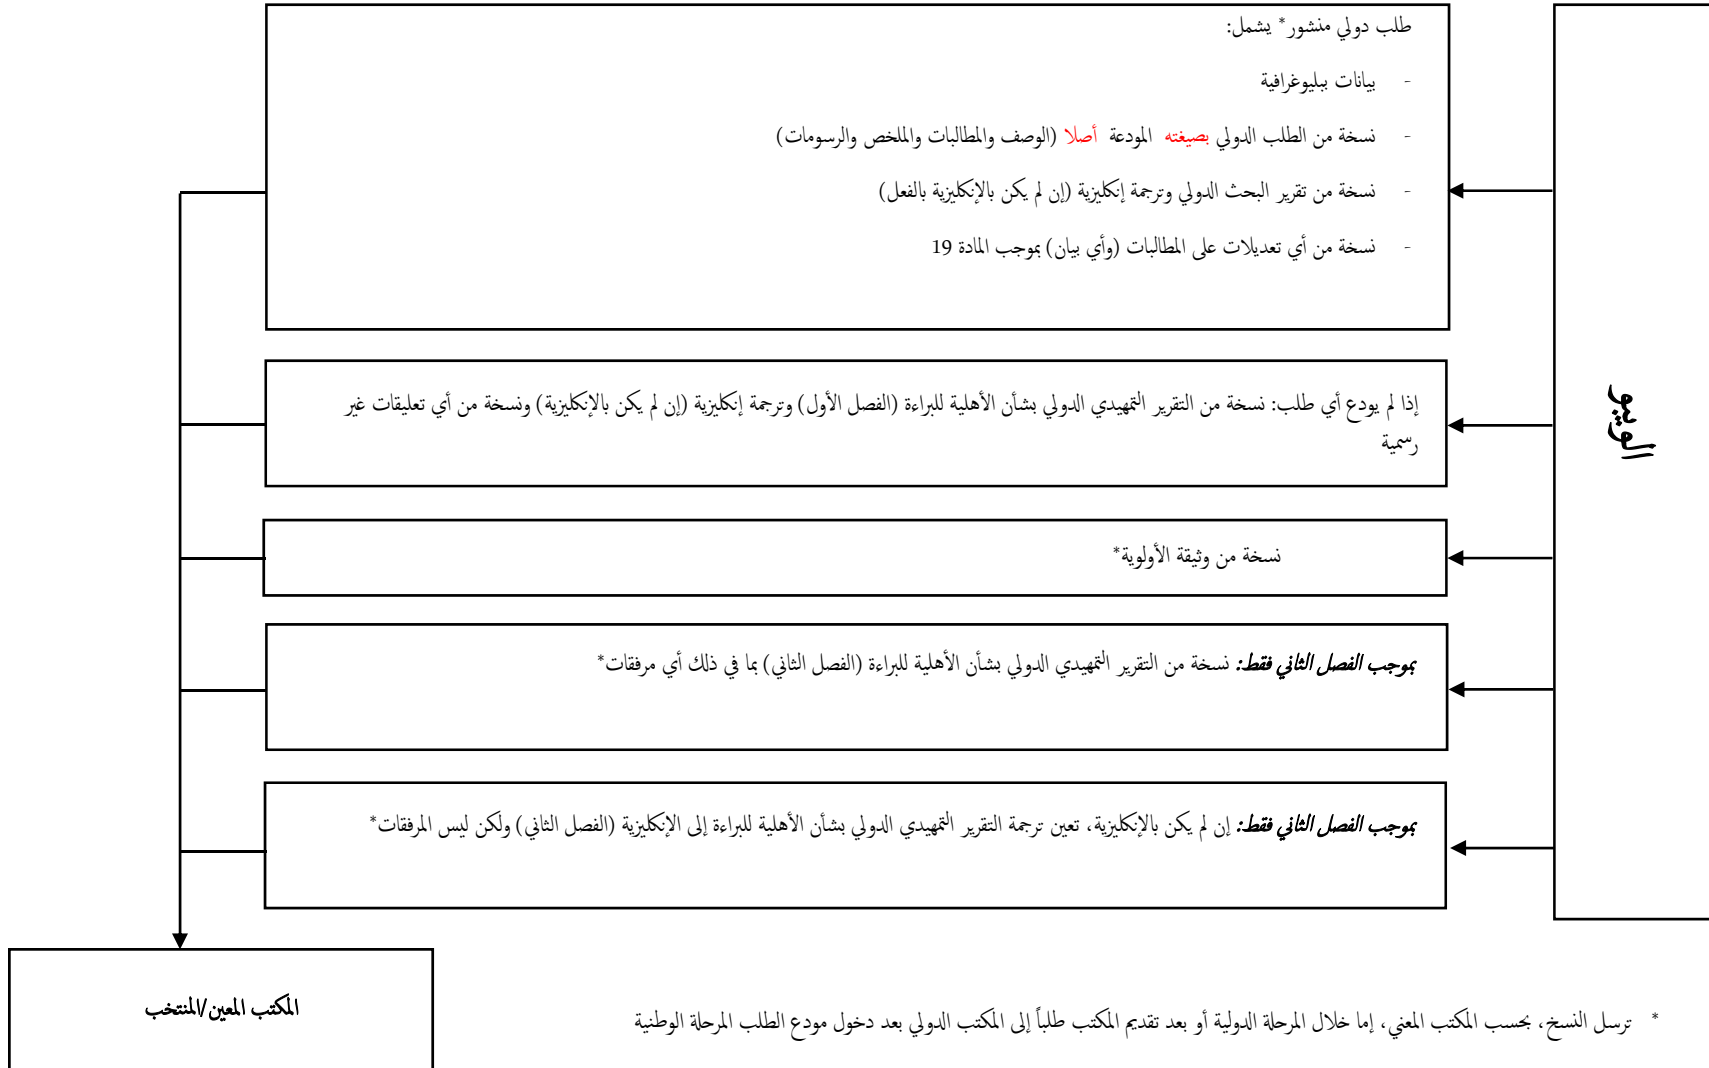 طلب دولي منشور* يشمل:
- بيانات ببليوغرافية
- نسخة من الطلب الدولي بصيغته المودعة أصلا (الوصف والمطالبات والملخص والرسومات)
- نسخة من تقرير البحث الدولي وترجمة إنكليزية (إن لم يكن بالإنكليزية بالفعل)
- نسخة من أي تعديلات على المطالبات (وأي بيان) بموجب المادة 19
الويبو
إذا لم يودع أي طلب: نسخة من التقرير التمهيدي الدولي بشأن الأهلية للبراءة (الفصل الأول) وترجمة إنكليزية (إن لم يكن بالإنكليزية) ونسخة من أي تعليقات غير
رسمية
نسخة من وثيقة الأولوية*
بموجب الفصل الثاني فقط: نسخة من التقرير التمهيدي الدولي بشأن الأهلية للبراءة (الفصل الثاني) بما في ذلك أي مرفقات*
بموجب الفصل الثاني فقط: إن لم يكن بالإنكليزية، تعين ترجمة التقرير التمهيدي الدولي بشأن الأهلية للبراءة إلى الإنكليزية (الفصل الثاني) ولكن ليس المرفقات*
المكتب المعين/المنتخب
* ترسل النسخ، بحسب المكتب المعني، إما خلال المرحلة الدولية أو بعد تقديم المكتب طلباً إلى المكتب الدولي بعد دخول مودع الطلب المرحلة الوطنية